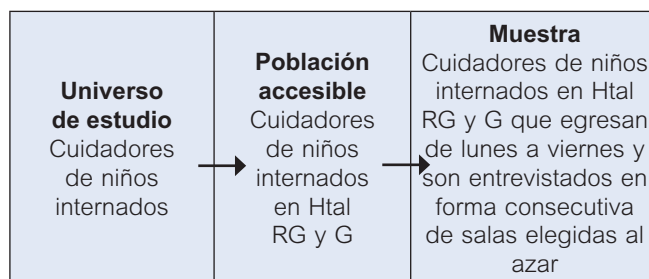 Universo
de estudio
Cuidadores
de niños
internados
Población
accesible
Cuidadores
de niños
internados
en Htal
RG y G
Muestra
Cuidadores de niños
internados en Htal
RG y G que egresan
de lunes a viernes y
son entrevistados en
forma consecutiva
de salas elegidas al
azar